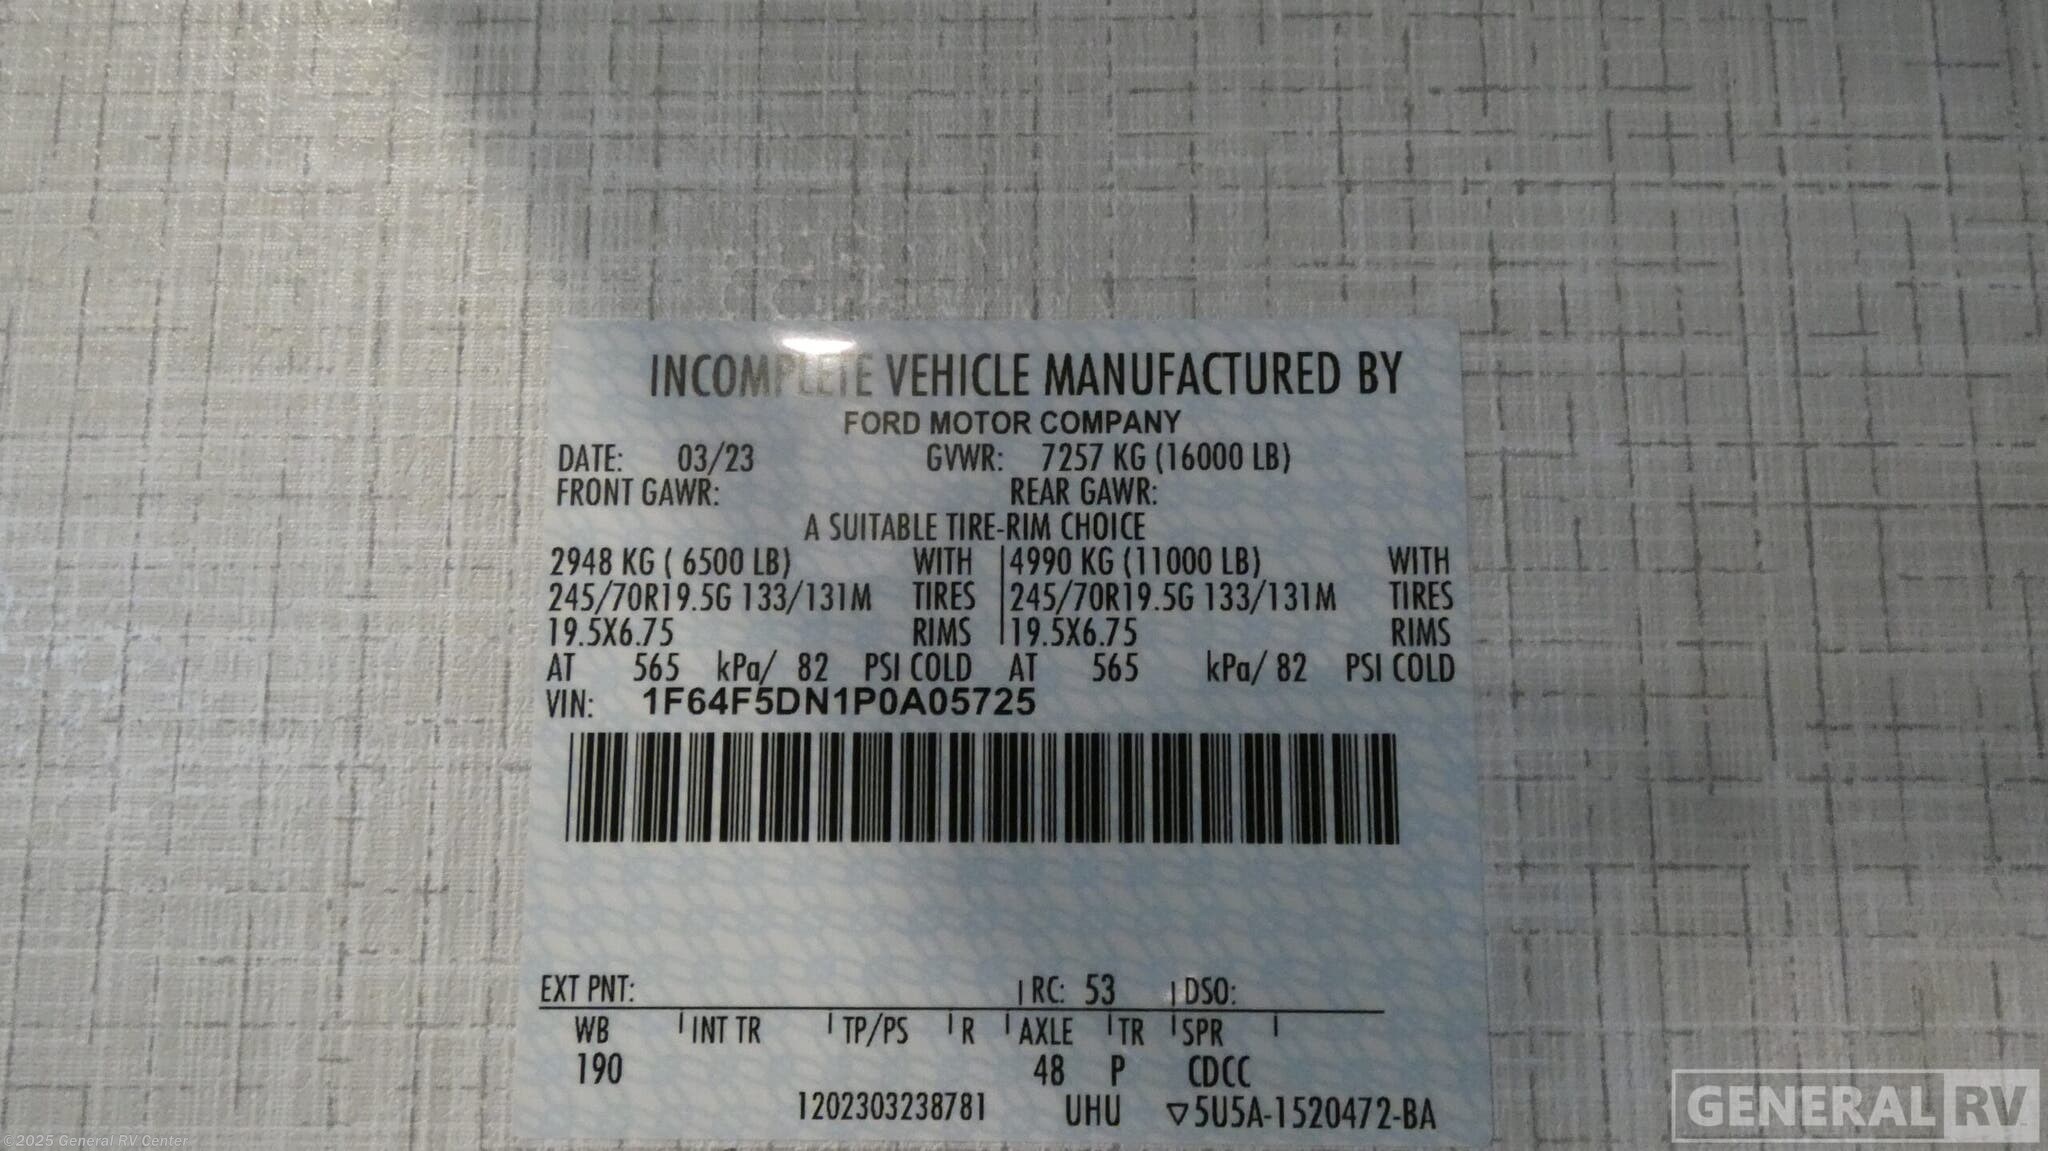 INCOMPLETE VEHICLE MANUFACTURED BY
FORD MOTOR COMPANY
DATE: 03/23 GVWR: 7257 KG (16000 LB)
FRONT GAWR: REAR GAWR:
A SUITABLE TIRE-RIM CHOICE
2948 KG ( 6500 LB) WITH 4990 KG (11000 LB) WITH
245/70R19.5G 133/131M TIRES 245/70R19.5G 133/131M TIRES
19.5X6.75 RIMS 19.5X6.75 RIMS
AT 565 kPa/ 82 PSI COLD AT 565 kPa/ 82 PSI COLD
VIN: 1F64F5DN1P0A05725
EXT PNT: RC: 53 DSO:
WB INT TR TP/PS R AXLE TR SPR
190 48 P CDCC
1202303238781 UHU ▽5U5A-1520472-BA
GENERAL RV
©2025 General RV Center